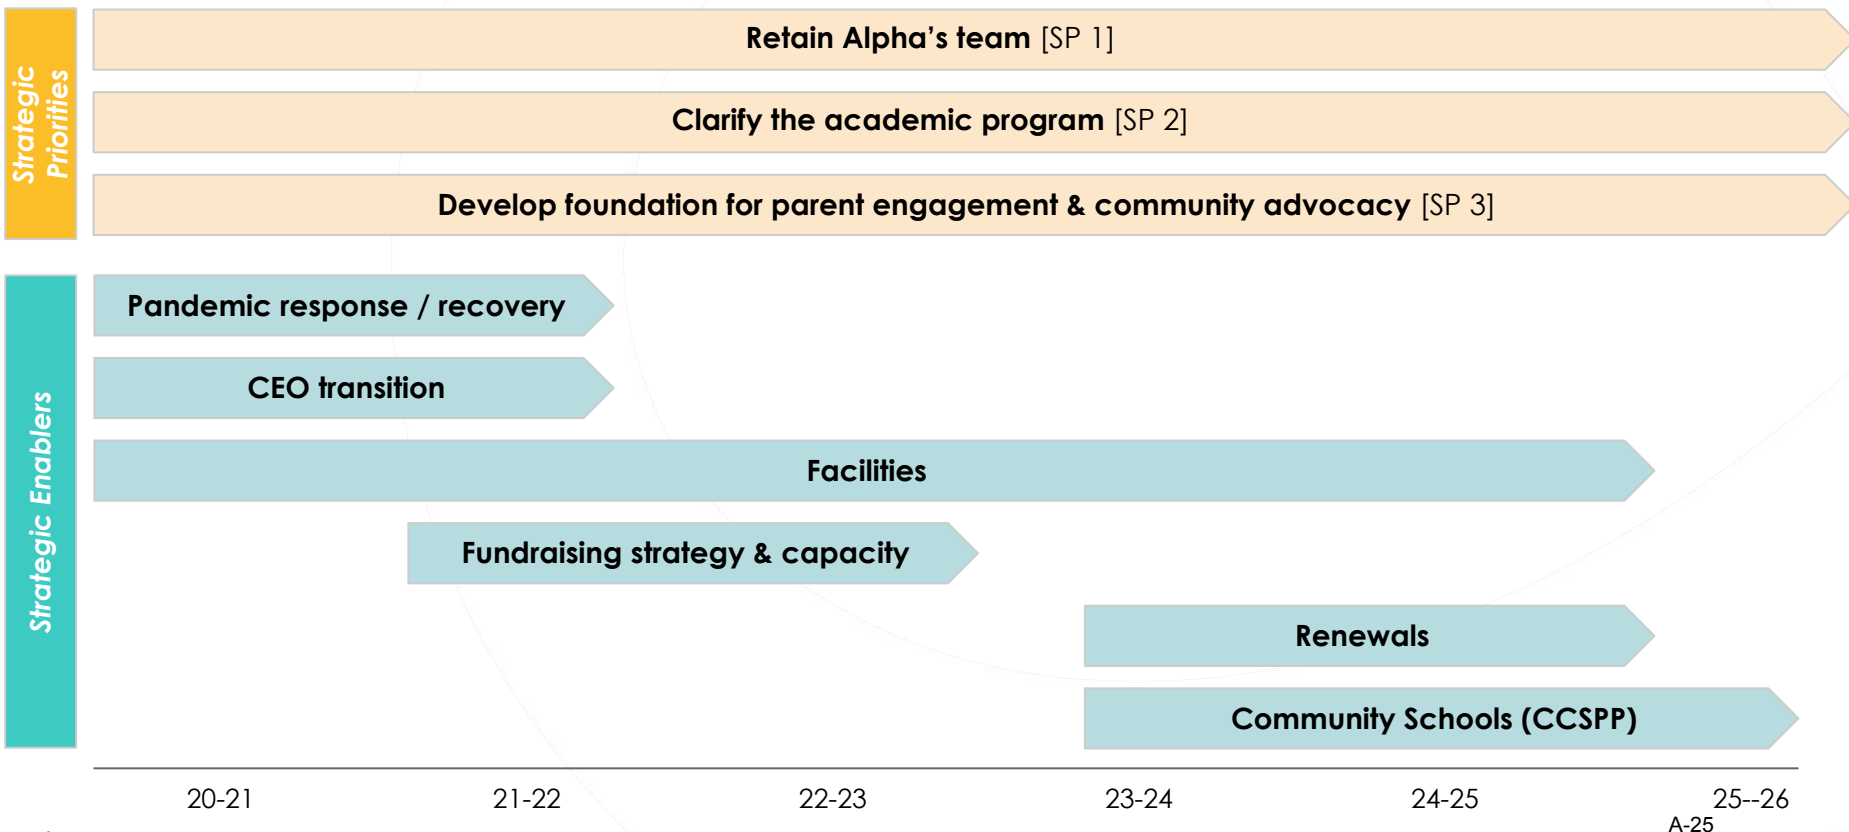 Strategic
Priorities
Retain Alpha's team [SP 1]
Clarify the academic program [SP 2]
Develop foundation for parent engagement & community advocacy [SP 3]
Strategic Enablers
Pandemic response / recovery
CEO transition
Facilities
Fundraising strategy & capacity
Renewals
Community Schools (CCSPP)
20-21 21-22 22-23 23-24 24-25 25--26
A-25